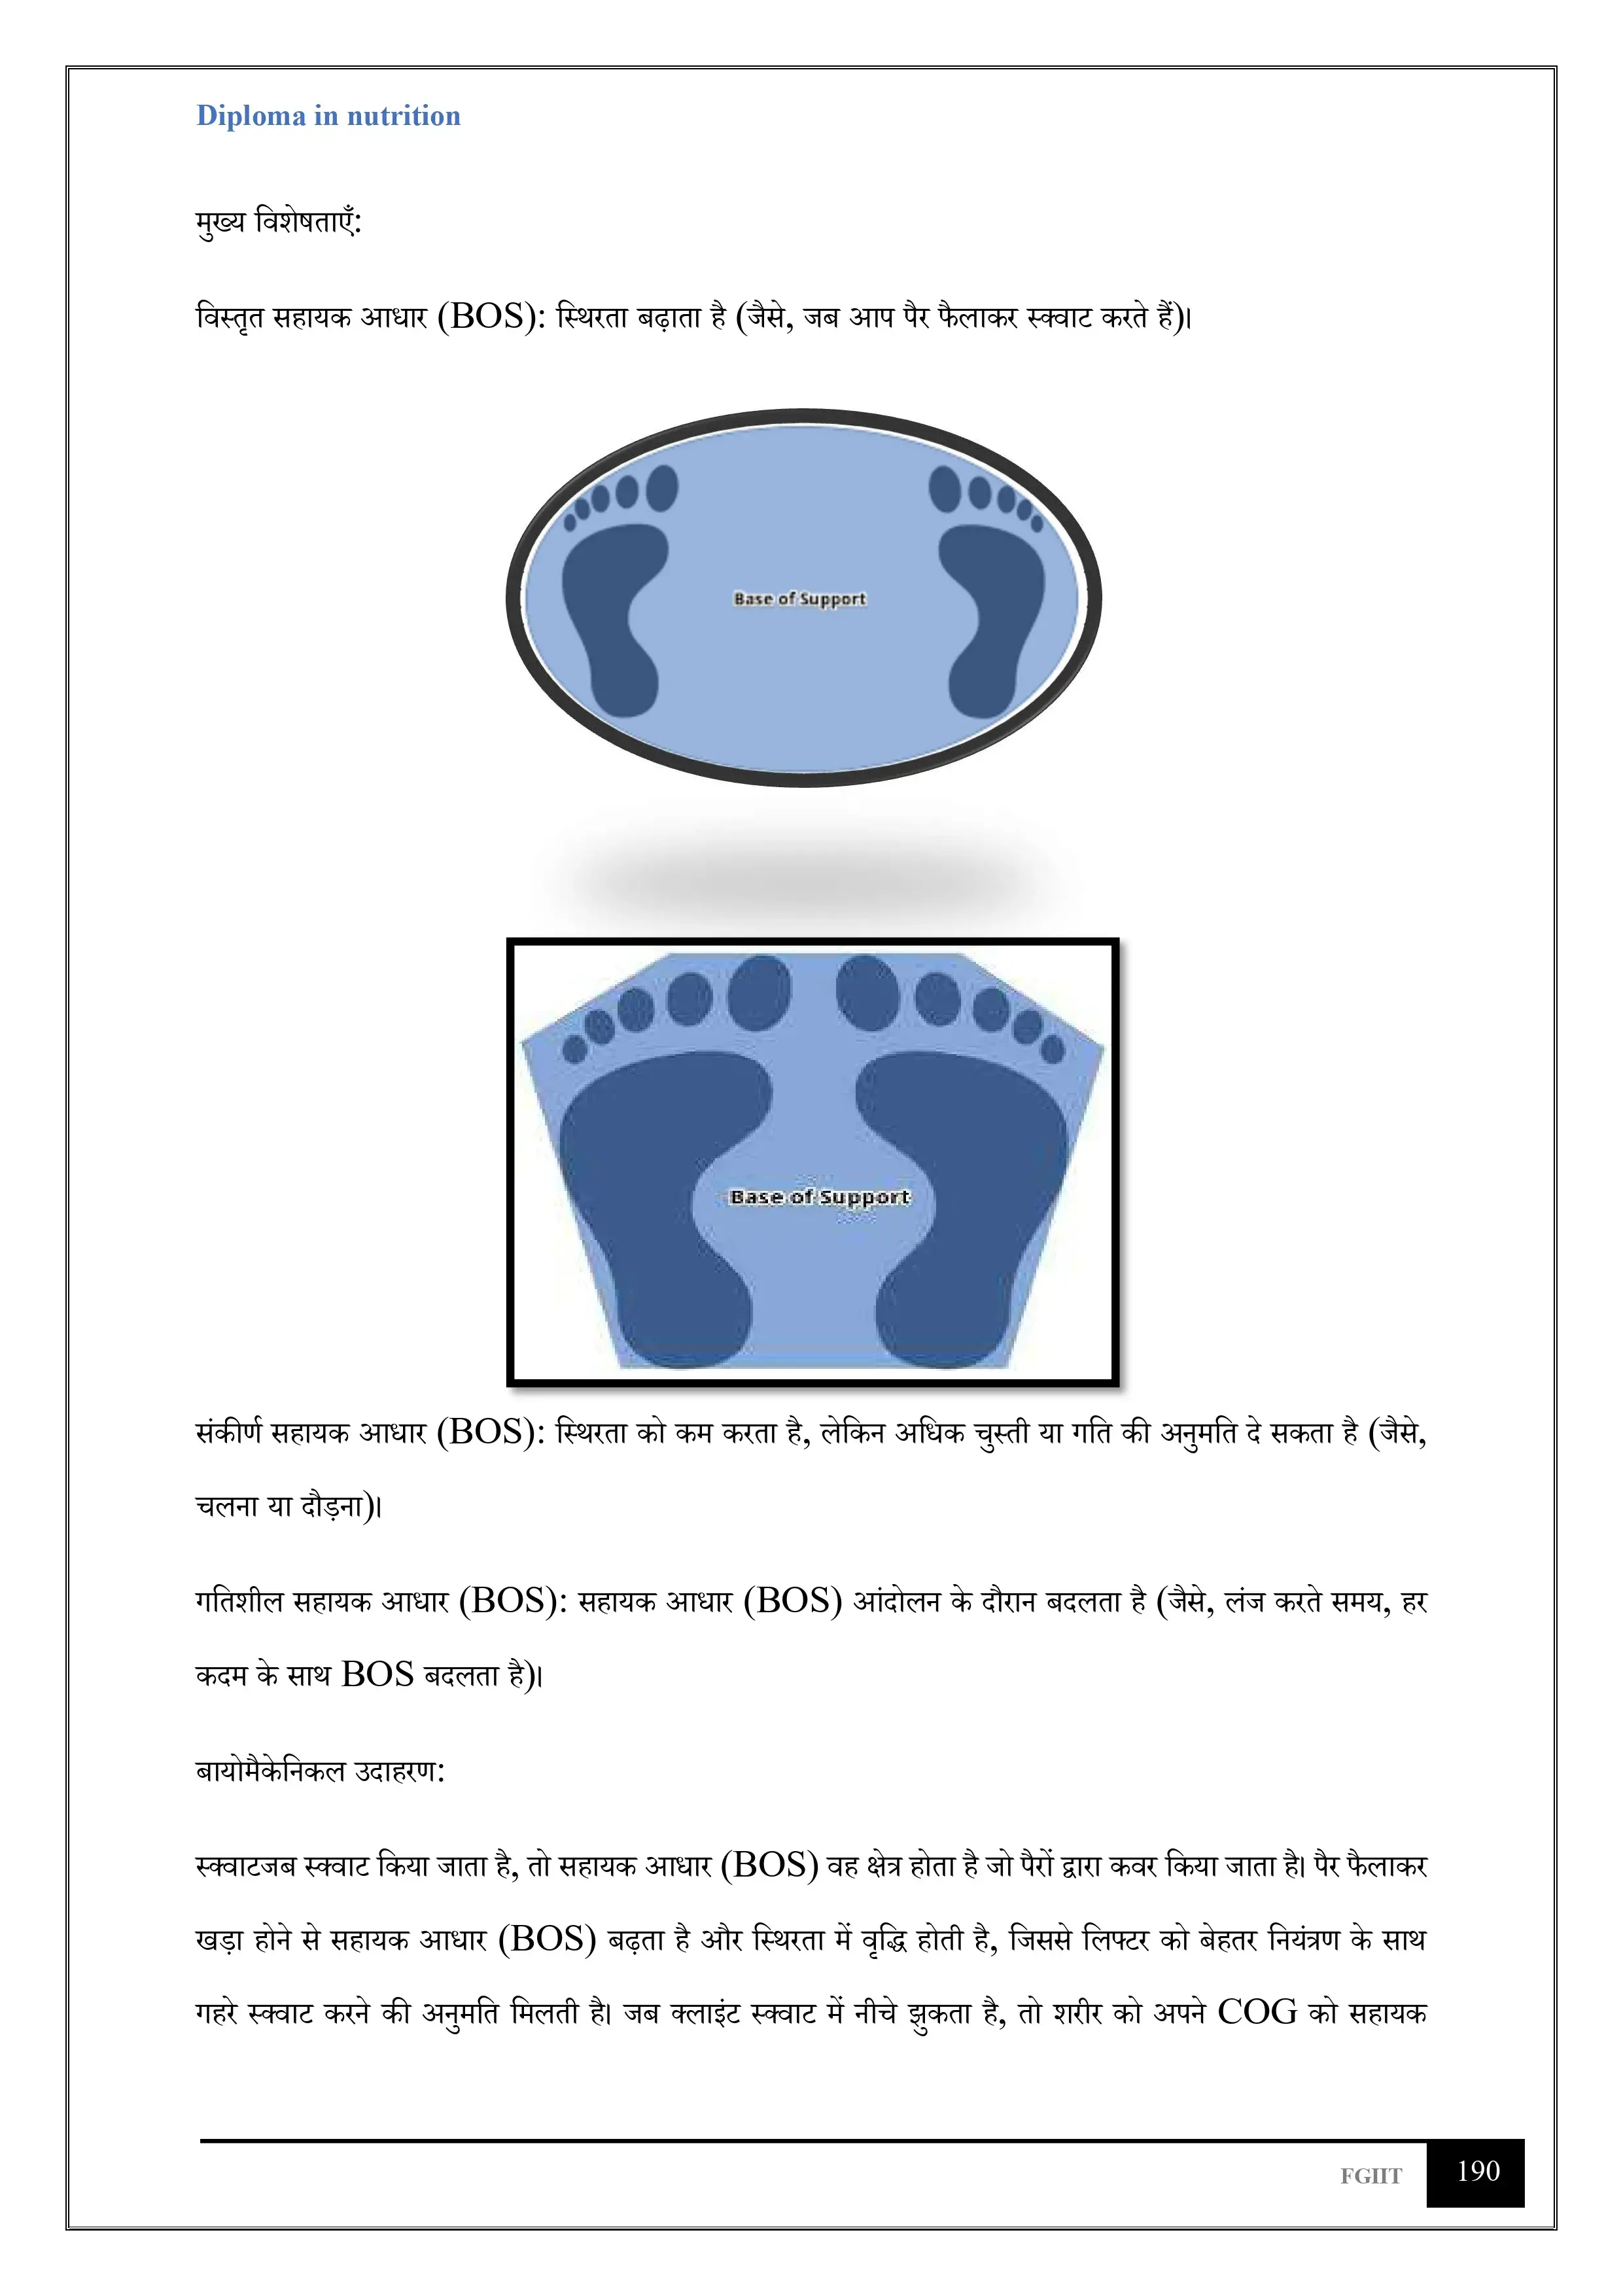 Diploma in nutrition
मुख्य विशेषताएँ:
विस्तृत सहायक आधार (BOS): स्थिरता बढ़ाता है (जैसे, जब आप पैर फैलाकर स्क्वाट करते हैं)।
Base of Support
Base of Support
संकीर्ण सहायक आधार (BOS): स्थिरता को कम करता है, लेकिन अधिक चुस्ती या गति की अनुमति दे सकता है (जैसे,
चलना या दौड़ना)।
गतिशील सहायक आधार (BOS): सहायक आधार (BOS) आंदोलन के दौरान बदलता है (जैसे, लंज करते समय, हर
कदम के साथ BOS बदलता है)।
बायोमैकेनिकल उदाहरण:
स्क्वाटजब स्क्वाट किया जाता है, तो सहायक आधार (BOS) वह क्षेत्र होता है जो पैरों द्वारा कवर किया जाता है। पैर फैलाकर
खड़ा होने से सहायक आधार (BOS) बढ़ता है और स्थिरता में वृद्धि होती है, जिससे लिफ्टर को बेहतर नियंत्रण के साथ
गहरे स्क्वाट करने की अनुमति मिलती है। जब क्लाइंट स्क्वाट में नीचे झुकता है, तो शरीर को अपने COG को सहायक
FGIIT 190